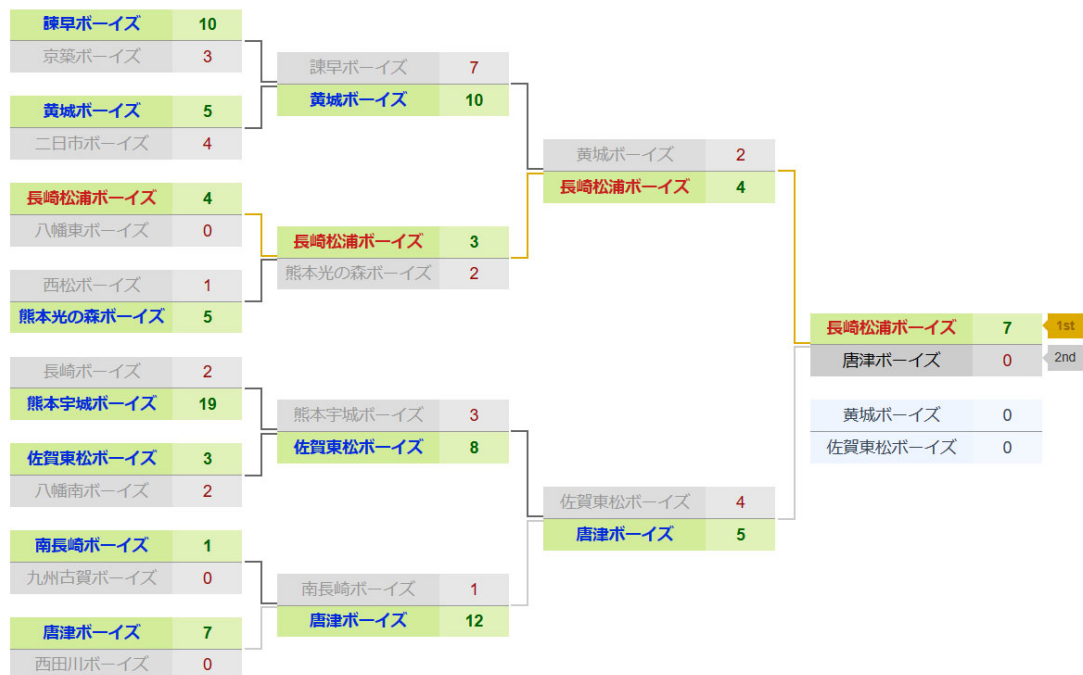 諫早ボーイズ 10
京築ボーイズ 3
黄城ボーイズ 5
二日市ボーイズ 4
長崎松浦ボーイズ 4
八幡東ボーイズ 0
西松ボーイズ 1
熊本光の森ボーイズ 5
長崎ボーイズ 2
熊本宇城ボーイズ 19
佐賀東松ボーイズ 3
八幡南ボーイズ 2
南長崎ボーイズ 1
九州古賀ボーイズ 0
唐津ボーイズ 7
西田川ボーイズ 0
諫早ボーイズ 7
黄城ボーイズ 10
長崎松浦ボーイズ 3
熊本光の森ボーイズ 2
熊本宇城ボーイズ 3
佐賀東松ボーイズ 8
南長崎ボーイズ 1
唐津ボーイズ 12
黄城ボーイズ 2
長崎松浦ボーイズ 4
佐賀東松ボーイズ 4
唐津ボーイズ 5
長崎松浦ボーイズ 7 1st
唐津ボーイズ 0 2nd
黄城ボーイズ 0
佐賀東松ボーイズ 0